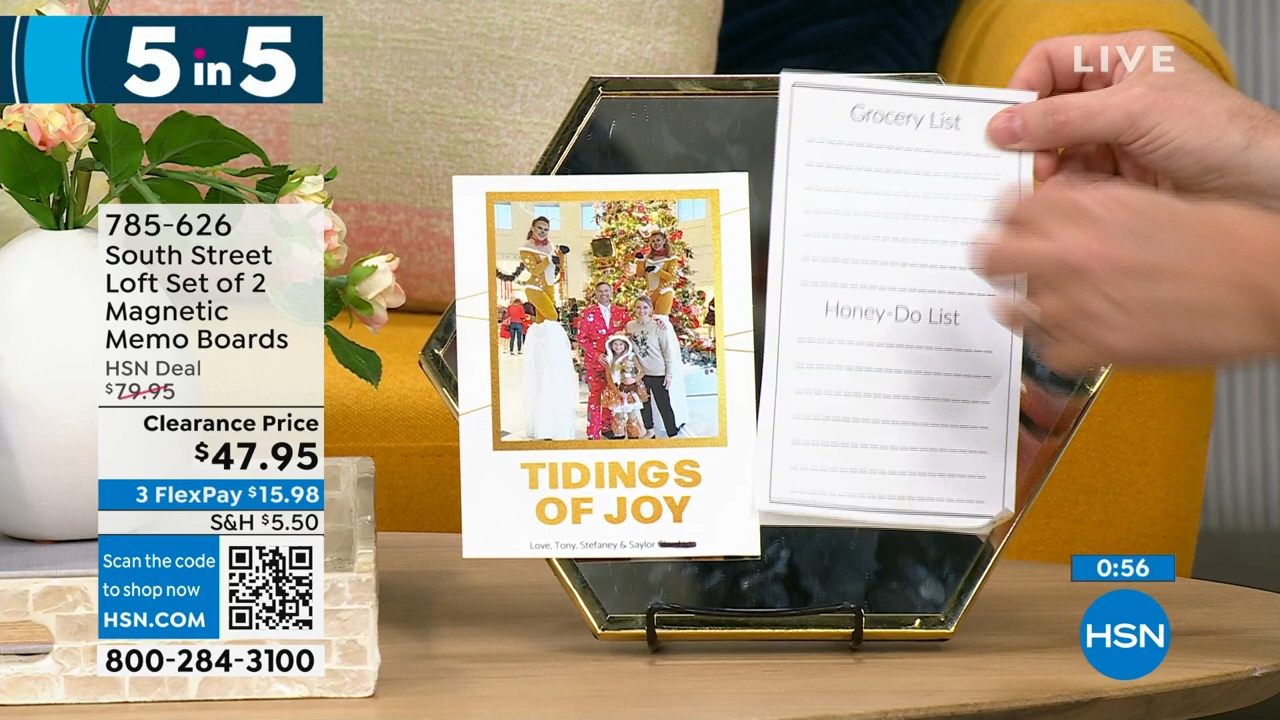 5 in 5
LIVE
785-626
South Street
Loft Set of 2
Magnetic
Memo Boards
HSN Deal
$79.95
Clearance Price
$47.95
3 FlexPay $15.98
S&H $5.50
Scan the code
to shop now
HSN.COM
800-284-3100
TIDINGS
OF JOY
Love, Tony, Stefaney & Saylor
Grocery List
Honey-Do List
0:56
HSN